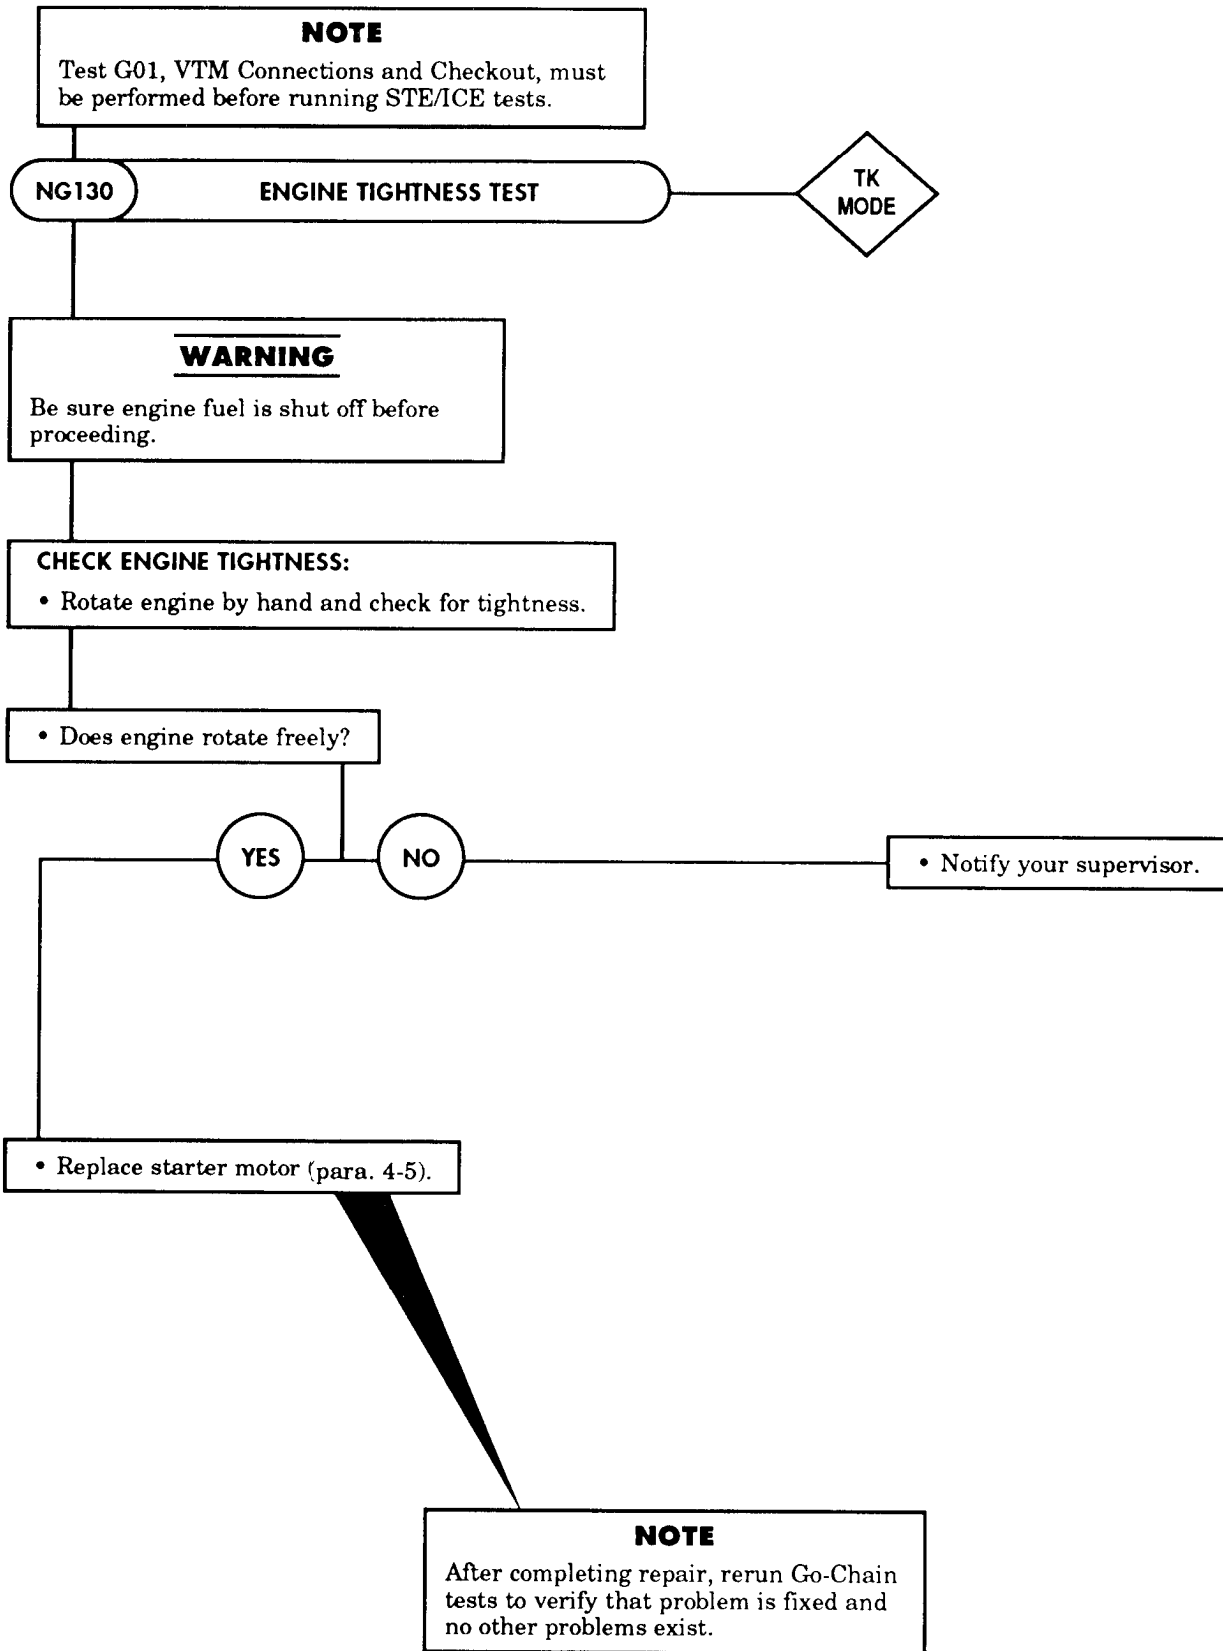 NOTE
Test G01, VTM Connections and Checkout, must
be performed before running STE/ICE tests.
NG130
ENGINE TIGHTNESS TEST
TK
MODE
WARNING
Be sure engine fuel is shut off before
proceeding.
CHECK ENGINE TIGHTNESS:
• Rotate engine by hand and check for tightness.
• Does engine rotate freely?
YES
NO
• Notify your supervisor.
• Replace starter motor (para. 4-5).
NOTE
After completing repair, rerun Go-Chain
tests to verify that problem is fixed and
no other problems exist.